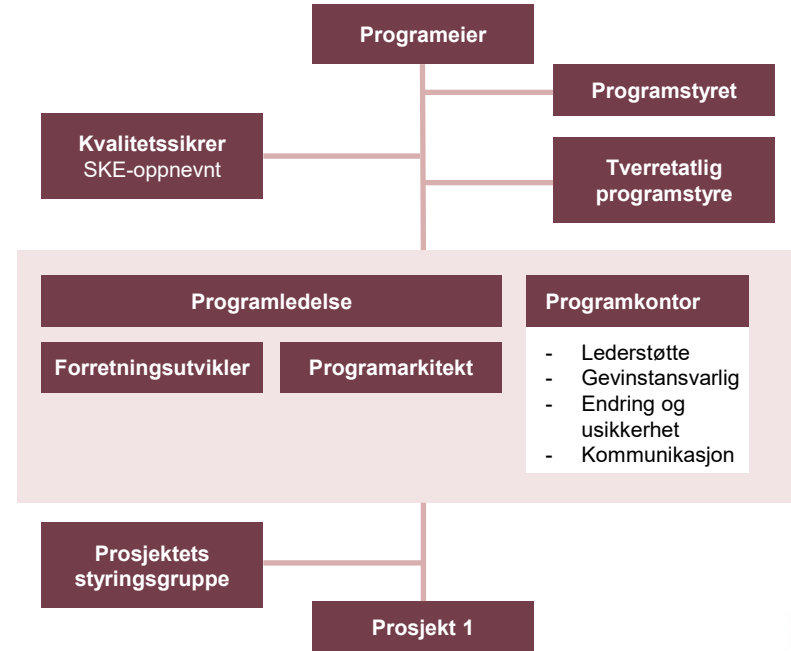 Programeier
Programstyret
Kvalitetssikrer
SKE-oppnevnt
Tverretatlig
programstyre
Programledelse
Programkontor
Forretningsutvikler
Programarkitekt
- Lederstøtte
- Gevinstansvarlig
- Endring og
usikkerhet
- Kommunikasjon
Prosjektets
styringsgruppe
Prosjekt 1